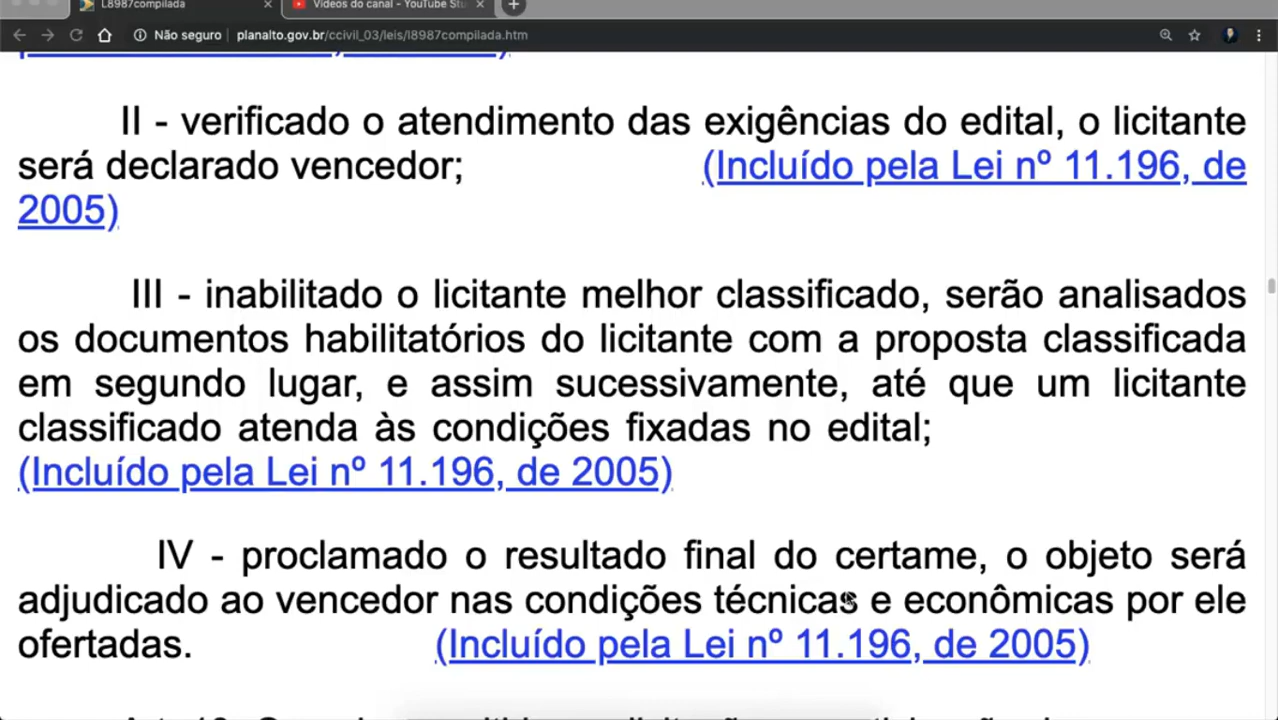 L8987compilada
Vídeos do canal - YouTube Stu
Não seguro
planalto.gov.br/ccivil_03/leis/l8987compilada.htm
II - verificado o atendimento das exigências do edital, o licitante
será declarado vencedor; (Incluído pela Lei nº 11.196, de
2005)
III - inabilitado o licitante melhor classificado, serão analisados
os documentos habilitatórios do licitante com a proposta classificada
em segundo lugar, e assim sucessivamente, até que um licitante
classificado atenda às condições fixadas no edital;
(Incluído pela Lei nº 11.196, de 2005)
IV - proclamado o resultado final do certame, o objeto será
adjudicado ao vencedor nas condições técnicas e econômicas por ele
ofertadas. (Incluído pela Lei nº 11.196, de 2005)